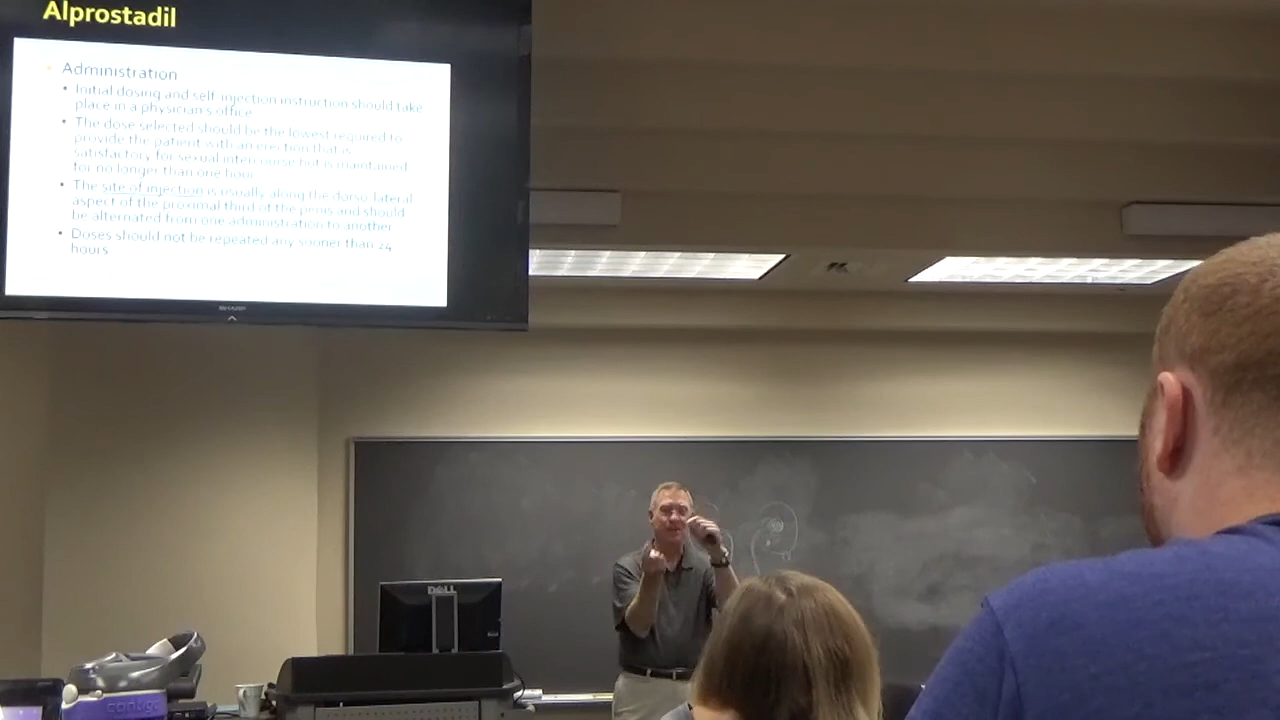 Alprostadil
Administration
Initial dosing and self-injection instruction should take
place in a physician's office
The dose selected should be the lowest required to
provide the patient with an erection that is
satisfactory for sexual intercourse but is maintained
for no longer than one hour
The site of injection is usually along the dorso-lateral
aspect of the proximal third of the penis and should
be alternated from one administration to another
Doses should not be repeated any sooner than 24
hours
SHARP
DELL
contigo